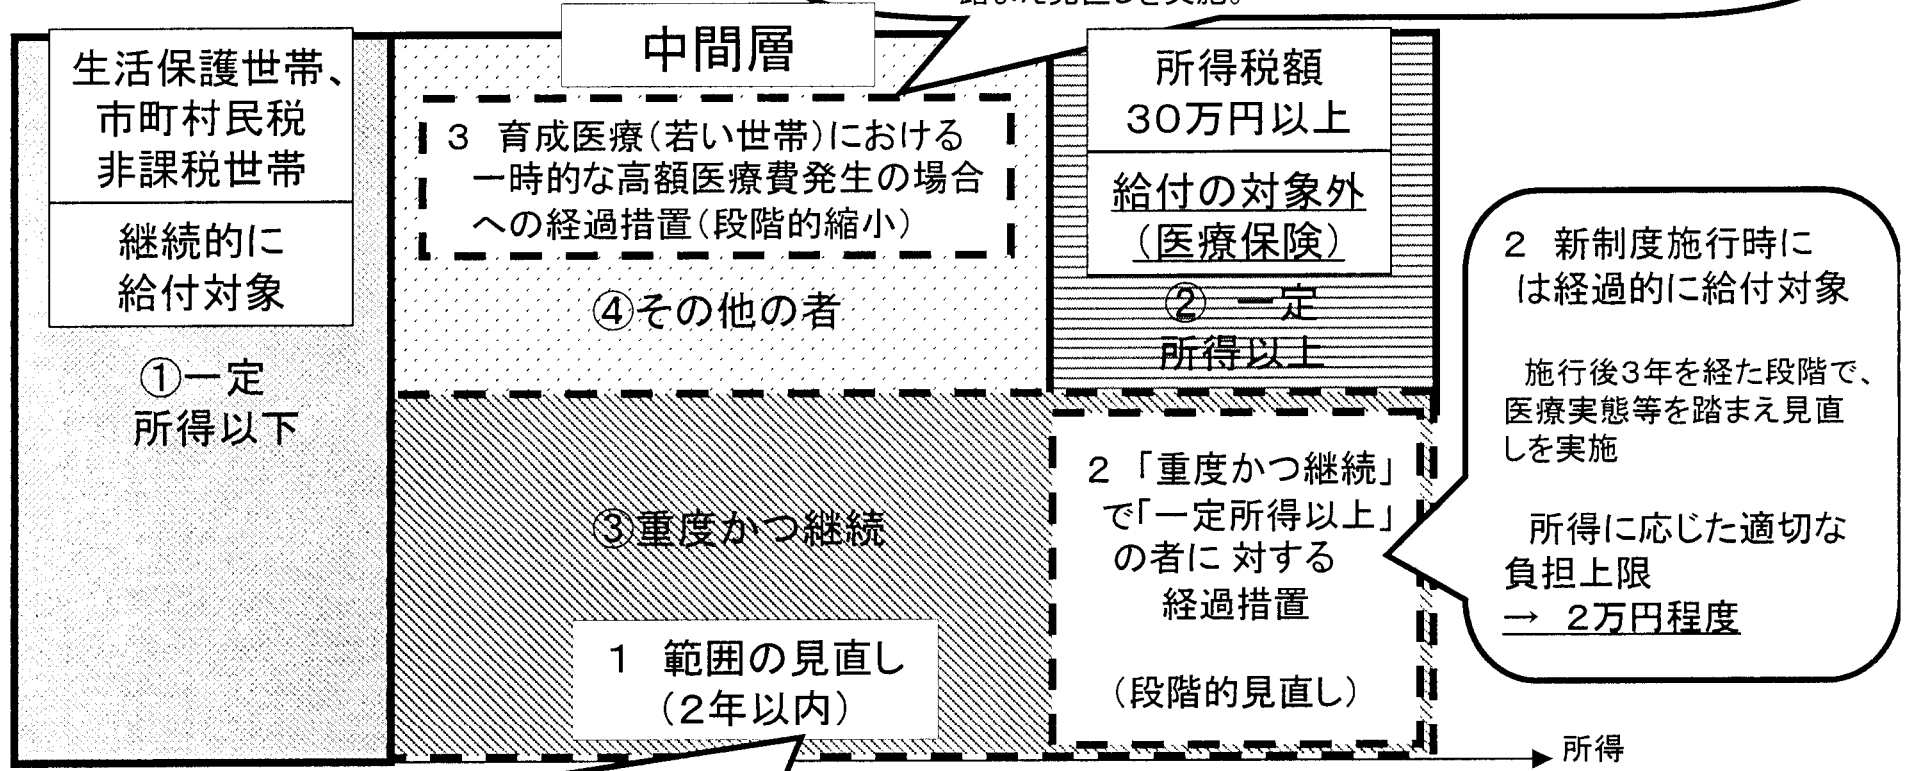 生活保護世帯、
市町村民税
非課税世帯
継続的に
給付対象
①一定
所得以下
中間層
3 育成医療(若い世帯)における
一時的な高額医療費発生の場合
への経過措置(段階的縮小)
④その他の者
③重度かつ継続
1 範囲の見直し
(2年以内)
所得税額
30万円以上
給付の対象外
(医療保険)
② 一定
所得以上
2 「重度かつ継続」
で「一定所得以上」
の者に 対する
経過措置
(段階的見直し)
2 新制度施行時に
は経過的に給付対象
施行後3年を経た段階で、
医療実態等を踏まえ見直
しを実施
所得に応じた適切な
負担上限
→ 2万円程度
所得